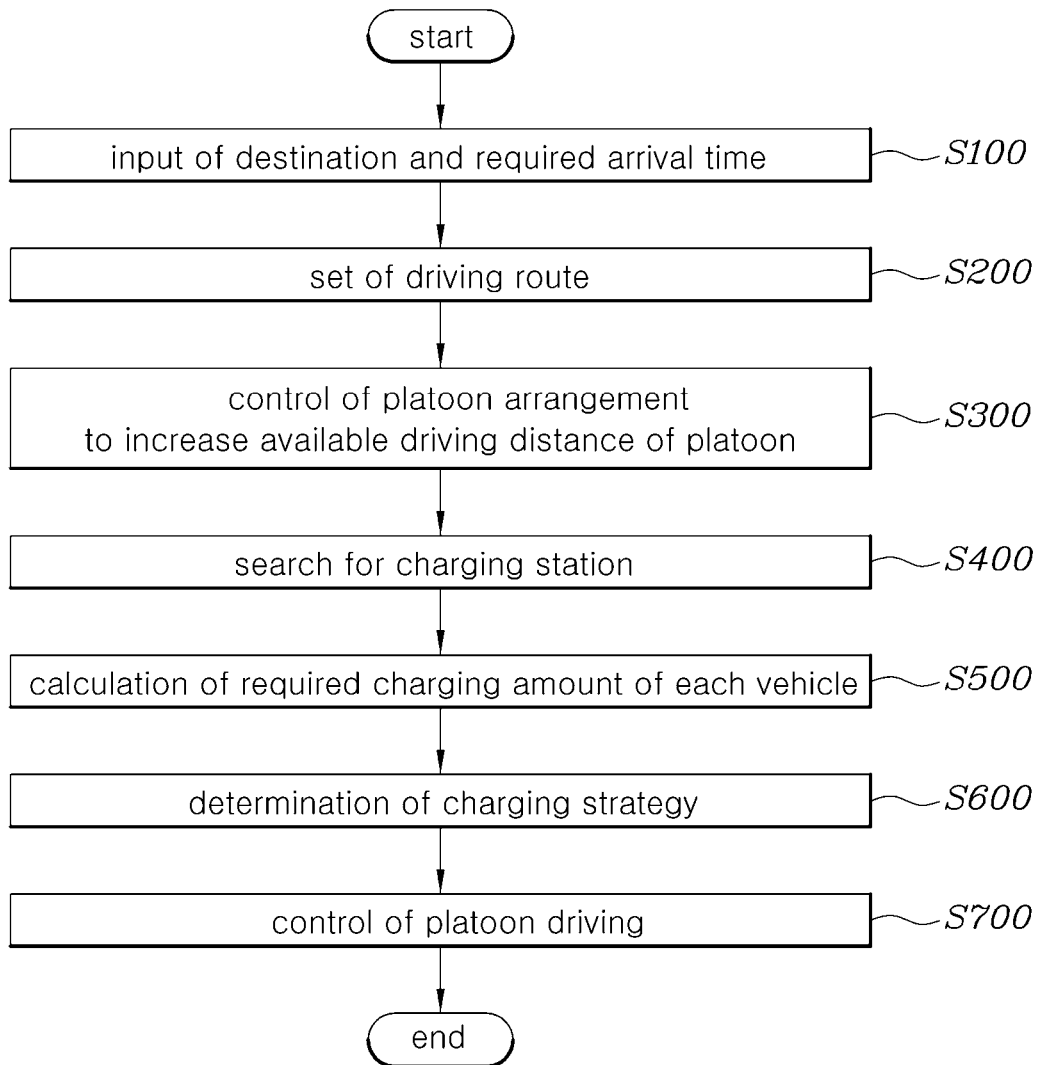 start
input of destination and required arrival time
S100
set of driving route
S200
control of platoon arrangement
to increase available driving distance of platoon
S300
search for charging station
S400
calculation of required charging amount of each vehicle
S500
determination of charging strategy
S600
control of platoon driving
S700
end